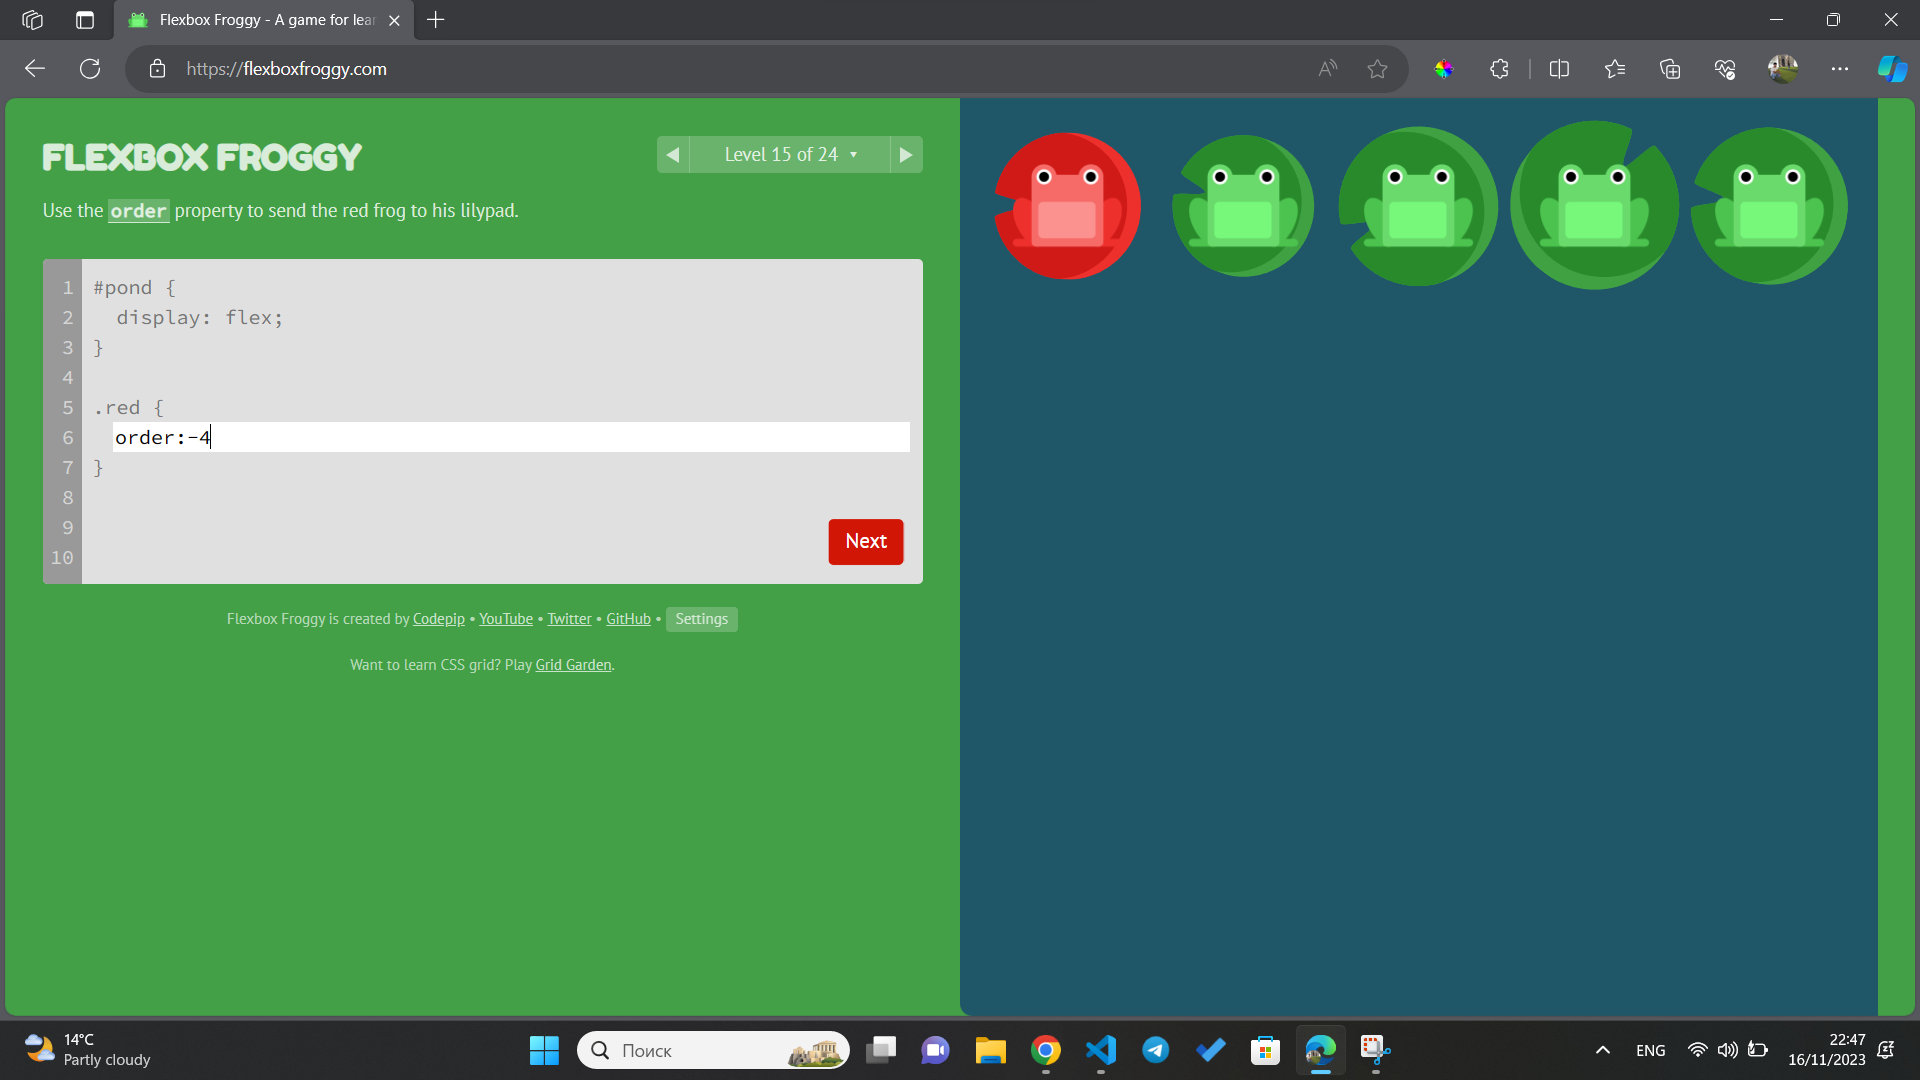 Flexbox Froggy - A game for lear
https://flexboxfroggy.com
FLEXBOX FROGGY
Level 15 of 24
Use the order property to send the red frog to his lilypad.
1 #pond {
2 display: flex;
3 }
4
5 .red {
6 order:-4
7 }
8
9
10
Next
Flexbox Froggy is created by Codepip • YouTube • Twitter • GitHub • Settings
Want to learn CSS grid? Play Grid Garden.
14°C
Partly cloudy
Поиск
ENG
22:47
16/11/2023